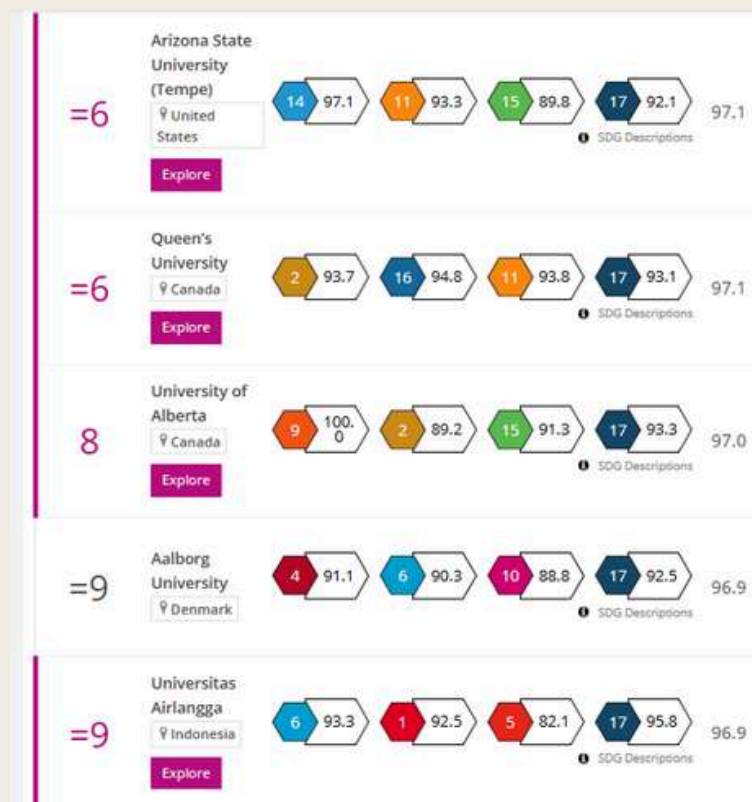 =6
Arizona State
University
(Tempe)
United
States
Explore
14 97.1 11 93.3 15 89.8 17 92.1
SDG Descriptions
97.1
=6
Queen's
University
Canada
Explore
2 93.7 16 94.8 11 93.8 17 93.1
SDG Descriptions
97.1
8
University of
Alberta
Canada
Explore
9 100.
0 2 89.2 15 91.3 17 93.3
SDG Descriptions
97.0
=9
Aalborg
University
Denmark
4 91.1 6 90.3 10 88.8 17 92.5
SDG Descriptions
96.9
=9
Universitas
Airlangga
Indonesia
Explore
6 93.3 1 92.5 5 82.1 17 95.8
SDG Descriptions
96.9